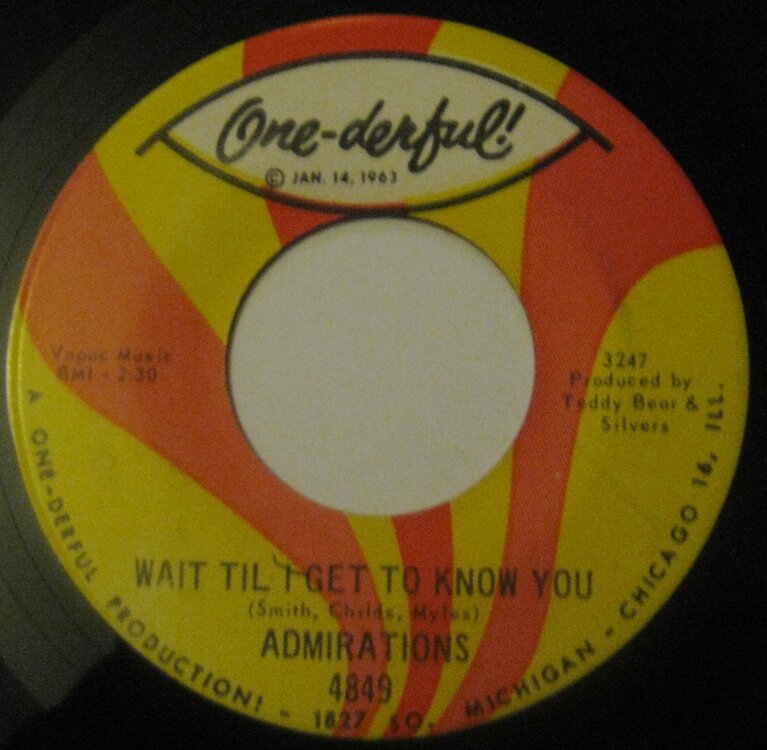 One-derful!
© JAN. 14, 1963
Vapac Music
BMI - 2:30
3247
Produced by
Teddy Bear &
Silvers
WAIT TIL' I GET TO KNOW YOU
(Smith, Childs, Myles)
ADMIRATIONS
4849
A ONE-DERFUL PRODUCTION! - 1827 SO. MICHIGAN - CHICAGO 16, ILL.